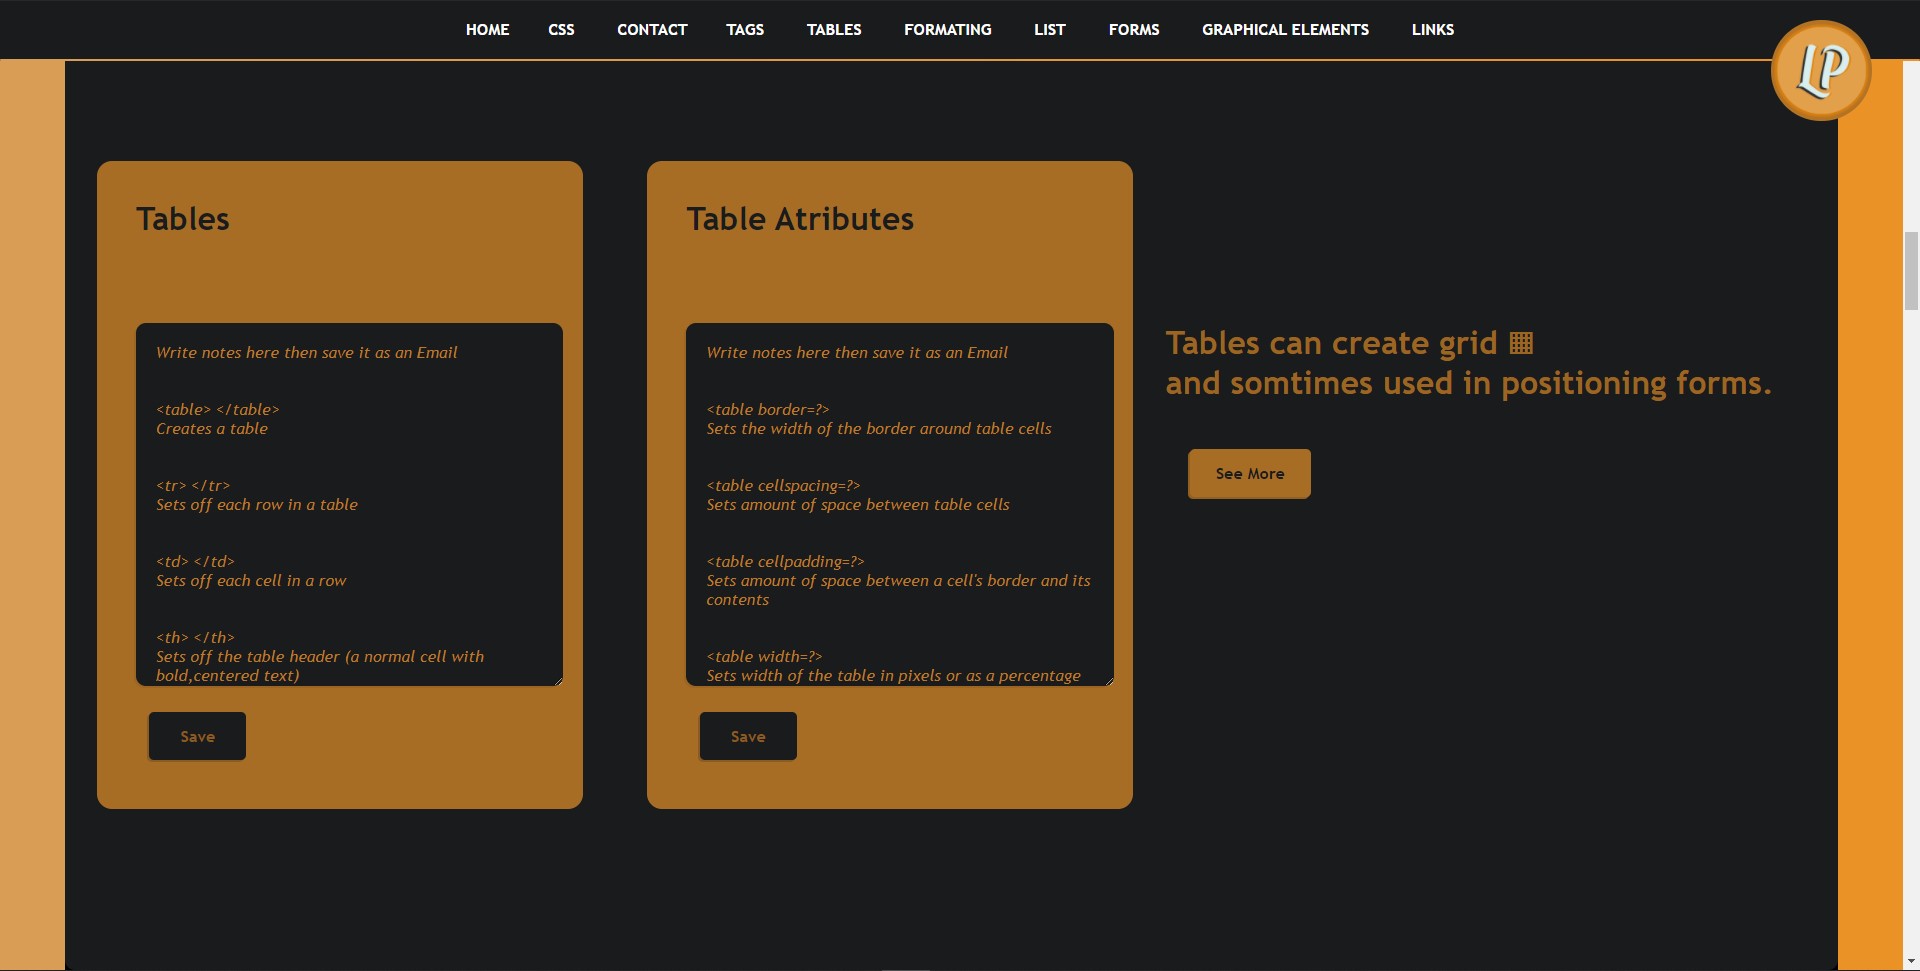 HOME CSS CONTACT TAGS TABLES FORMATING LIST FORMS GRAPHICAL ELEMENTS LINKS
LP
Tables
Write notes here then save it as an Email
<table> </table>
Creates a table
<tr> </tr>
Sets off each row in a table
<td> </td>
Sets off each cell in a row
<th> </th>
Sets off the table header (a normal cell with
bold,centered text)
Save
Table Atributes
Write notes here then save it as an Email
<table border=?>
Sets the width of the border around table cells
<table cellspacing=?>
Sets amount of space between table cells
<table cellpadding=?>
Sets amount of space between a cell's border and its
contents
<table width=?>
Sets width of the table in pixels or as a percentage
Save
Tables can create grid ▦
and somtimes used in positioning forms.
See More